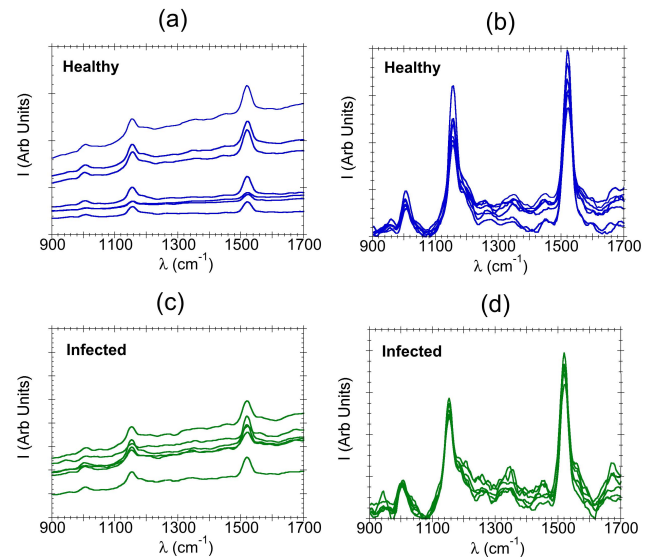 (a)
(b)
Healthy
Healthy
I (Arb Units)
I (Arb Units)
900 1100 1300 1500 1700
900 1100 1300 1500 1700
λ (cm⁻¹)
λ (cm⁻¹)
(c)
(d)
Infected
Infected
I (Arb Units)
I (Arb Units)
900 1100 1300 1500 1700
900 1100 1300 1500 1700
λ (cm⁻¹)
λ (cm⁻¹)